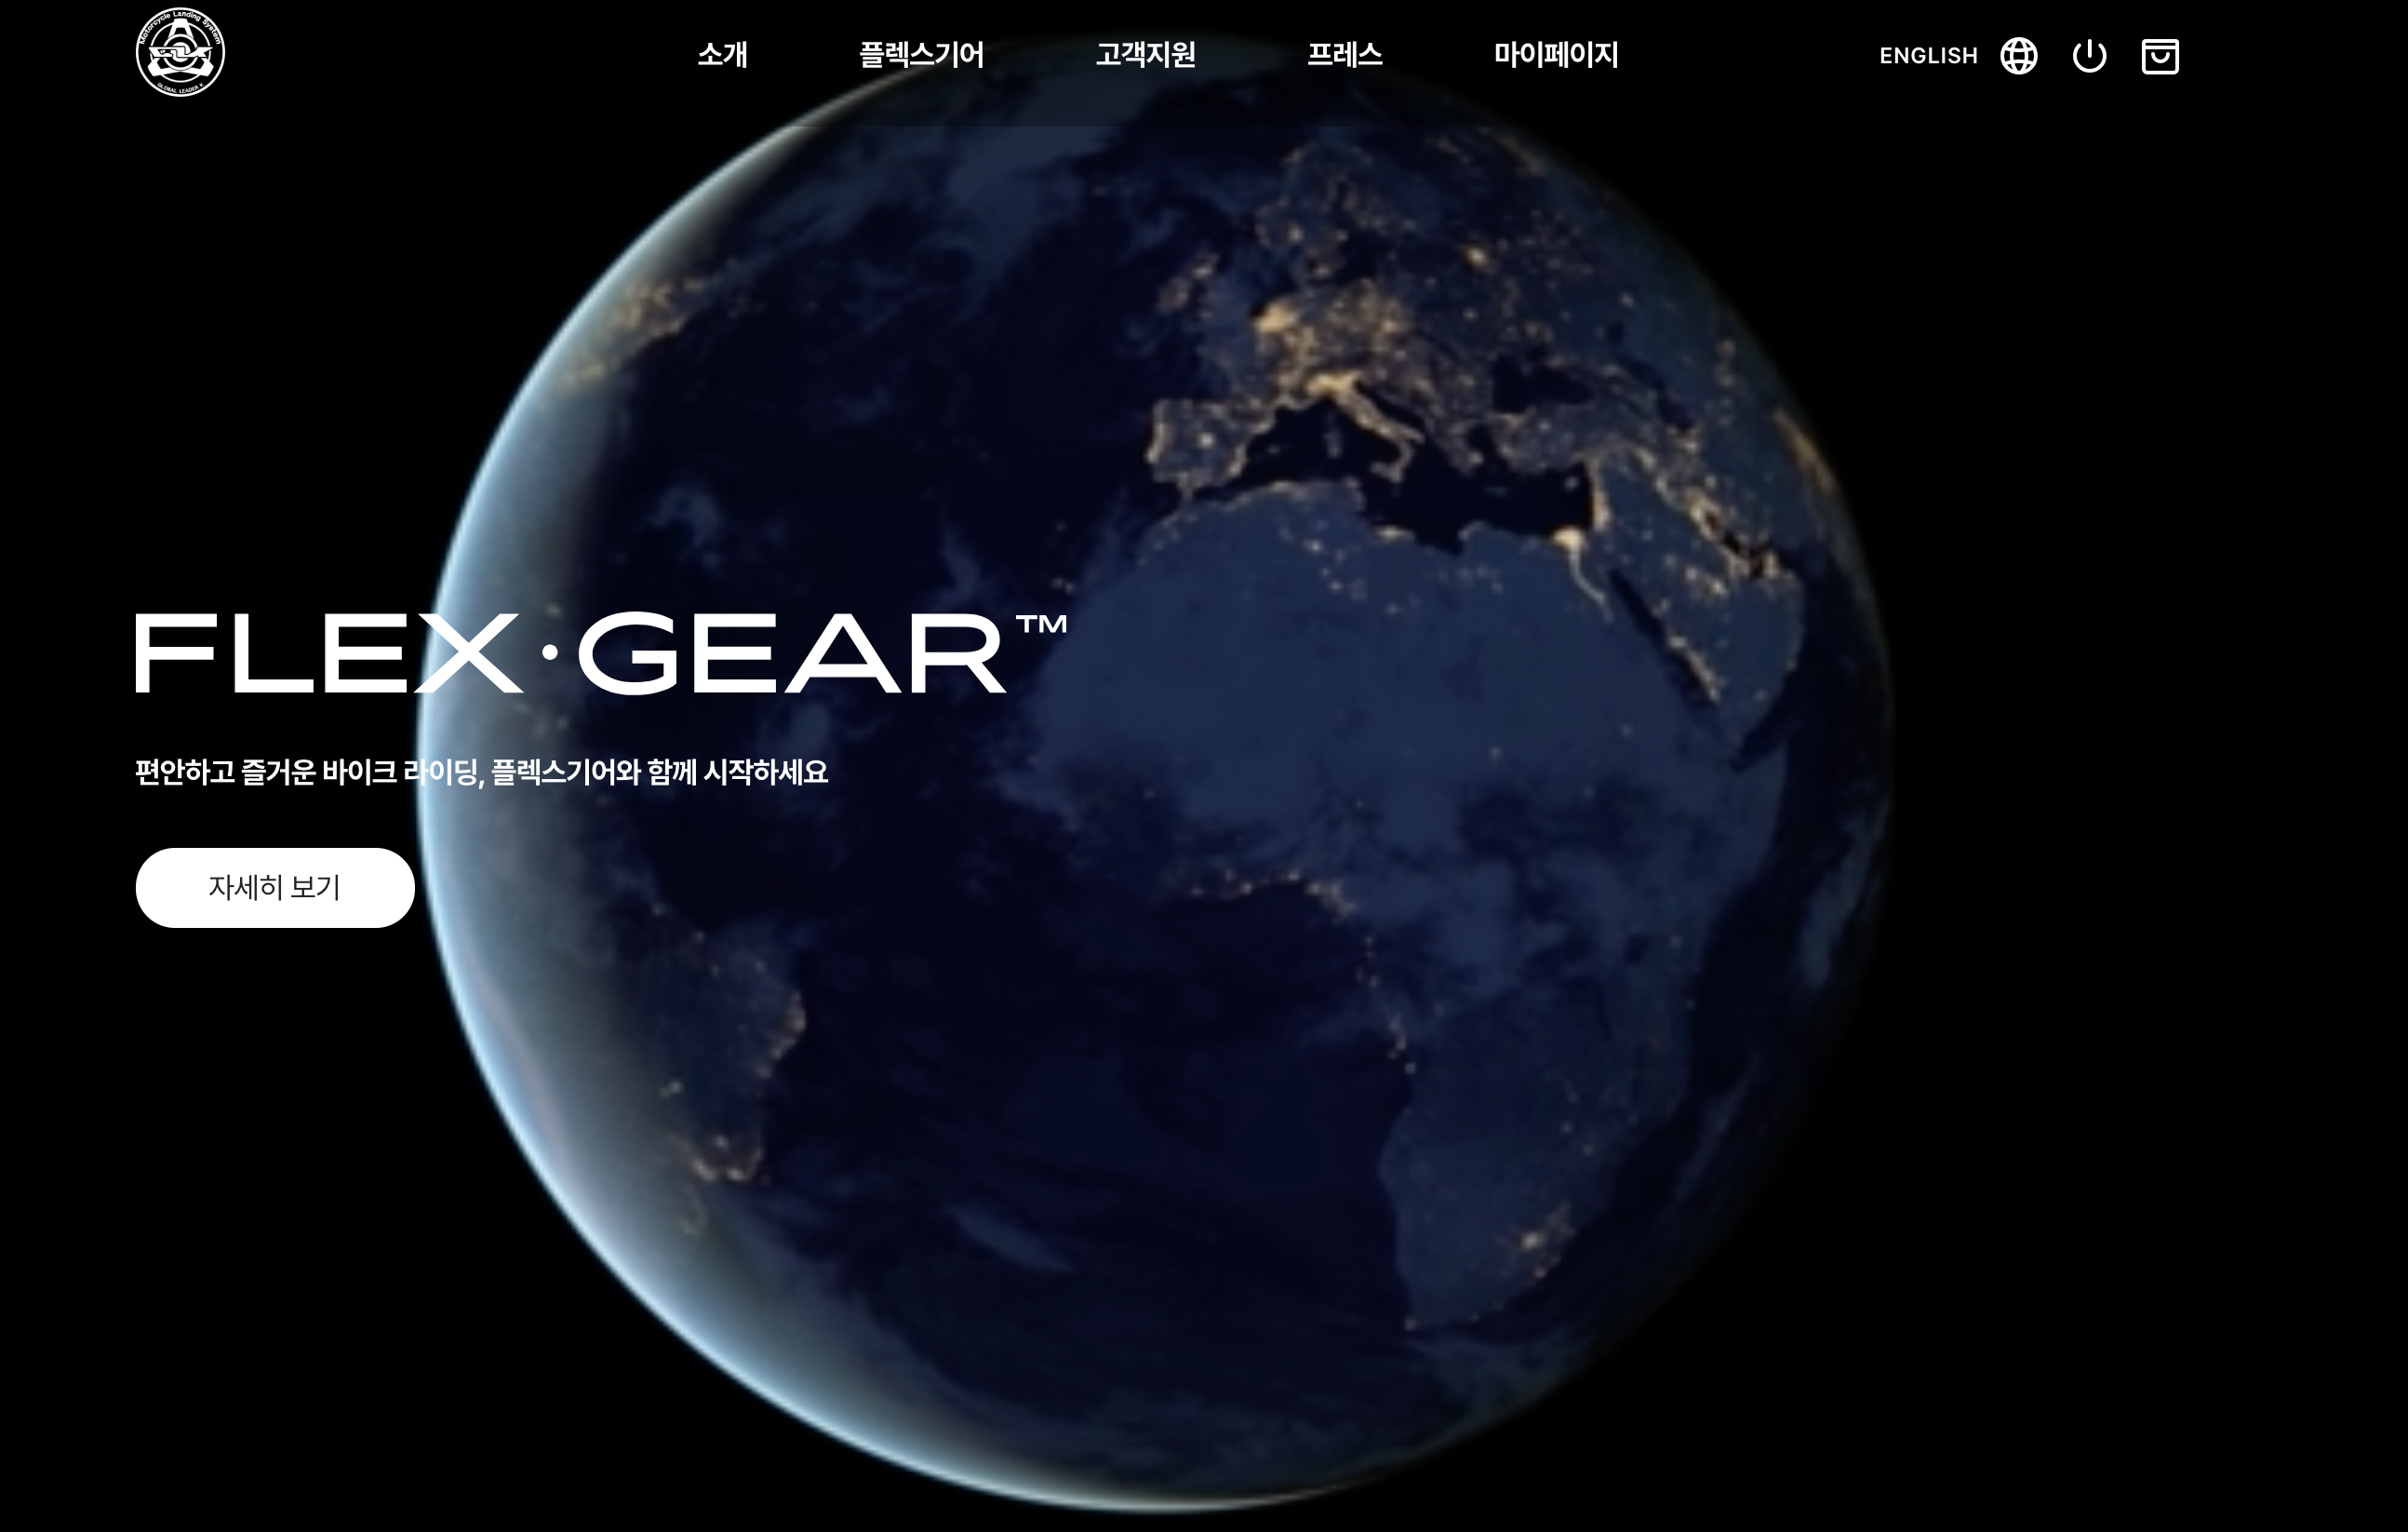 Motorcycle Landing System
GLOBAL LEADER K.
소개
플렉스기어
고객지원
프레스
마이페이지
ENGLISH
FLEX·GEAR™
편안하고 즐거운 바이크 라이딩, 플렉스기어와 함께 시작하세요
자세히 보기